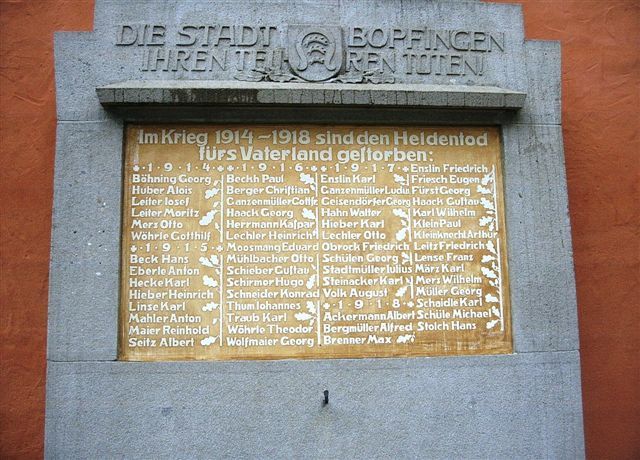 DIE STADT BOPFINGEN
IHREN TEUREN TOTEN!
Im Krieg 1914-1918 sind den Heldentod
fürs Vaterland gestorben:
1914
Böhning Georg
Huber Alois
Leiter Josef
Leiter Moritz
Merz Otto
Wöhrle Gotthilf
1915
Beck Hans
Eberle Anton
Hecke Karl
Hieber Heinrich
Linse Karl
Mahler Anton
Maier Reinhold
Seitz Albert
1916
Beckh Paul
Berger Christian
Ganzenmüller Gottfr.
Haack Georg
Herrmann Kaspar
Lechler Heinrich
Moosmang Eduard
Mühlbacher Otto
Schieber Gustav
Schirmer Hugo
Schneider Konrad
Thum Johannes
Traub Karl
Wöhrle Theodor
Wolfmaier Georg
1917
Enslin Karl
Ganzenmüller Ludw.
Geisendörfer Georg
Hahn Walter
Hieber Karl
Lechler Otto
Obrock Friedrich
Schülen Georg
Stadtmüller Julius
Steinacker Karl
Volk August
1918
Ackermann Albert
Bergmüller Alfred
Brenner Max
Enslin Friedrich
Friesch Eugen
Fürst Georg
Haack Gustav
Karl Wilhelm
Klein Paul
Kleinknecht Arthur
Leitz Friedrich
Lense Franz
März Karl
Merz Wilhelm
Müller Georg
Schaidle Karl
Schüle Michael
Stolch Hans